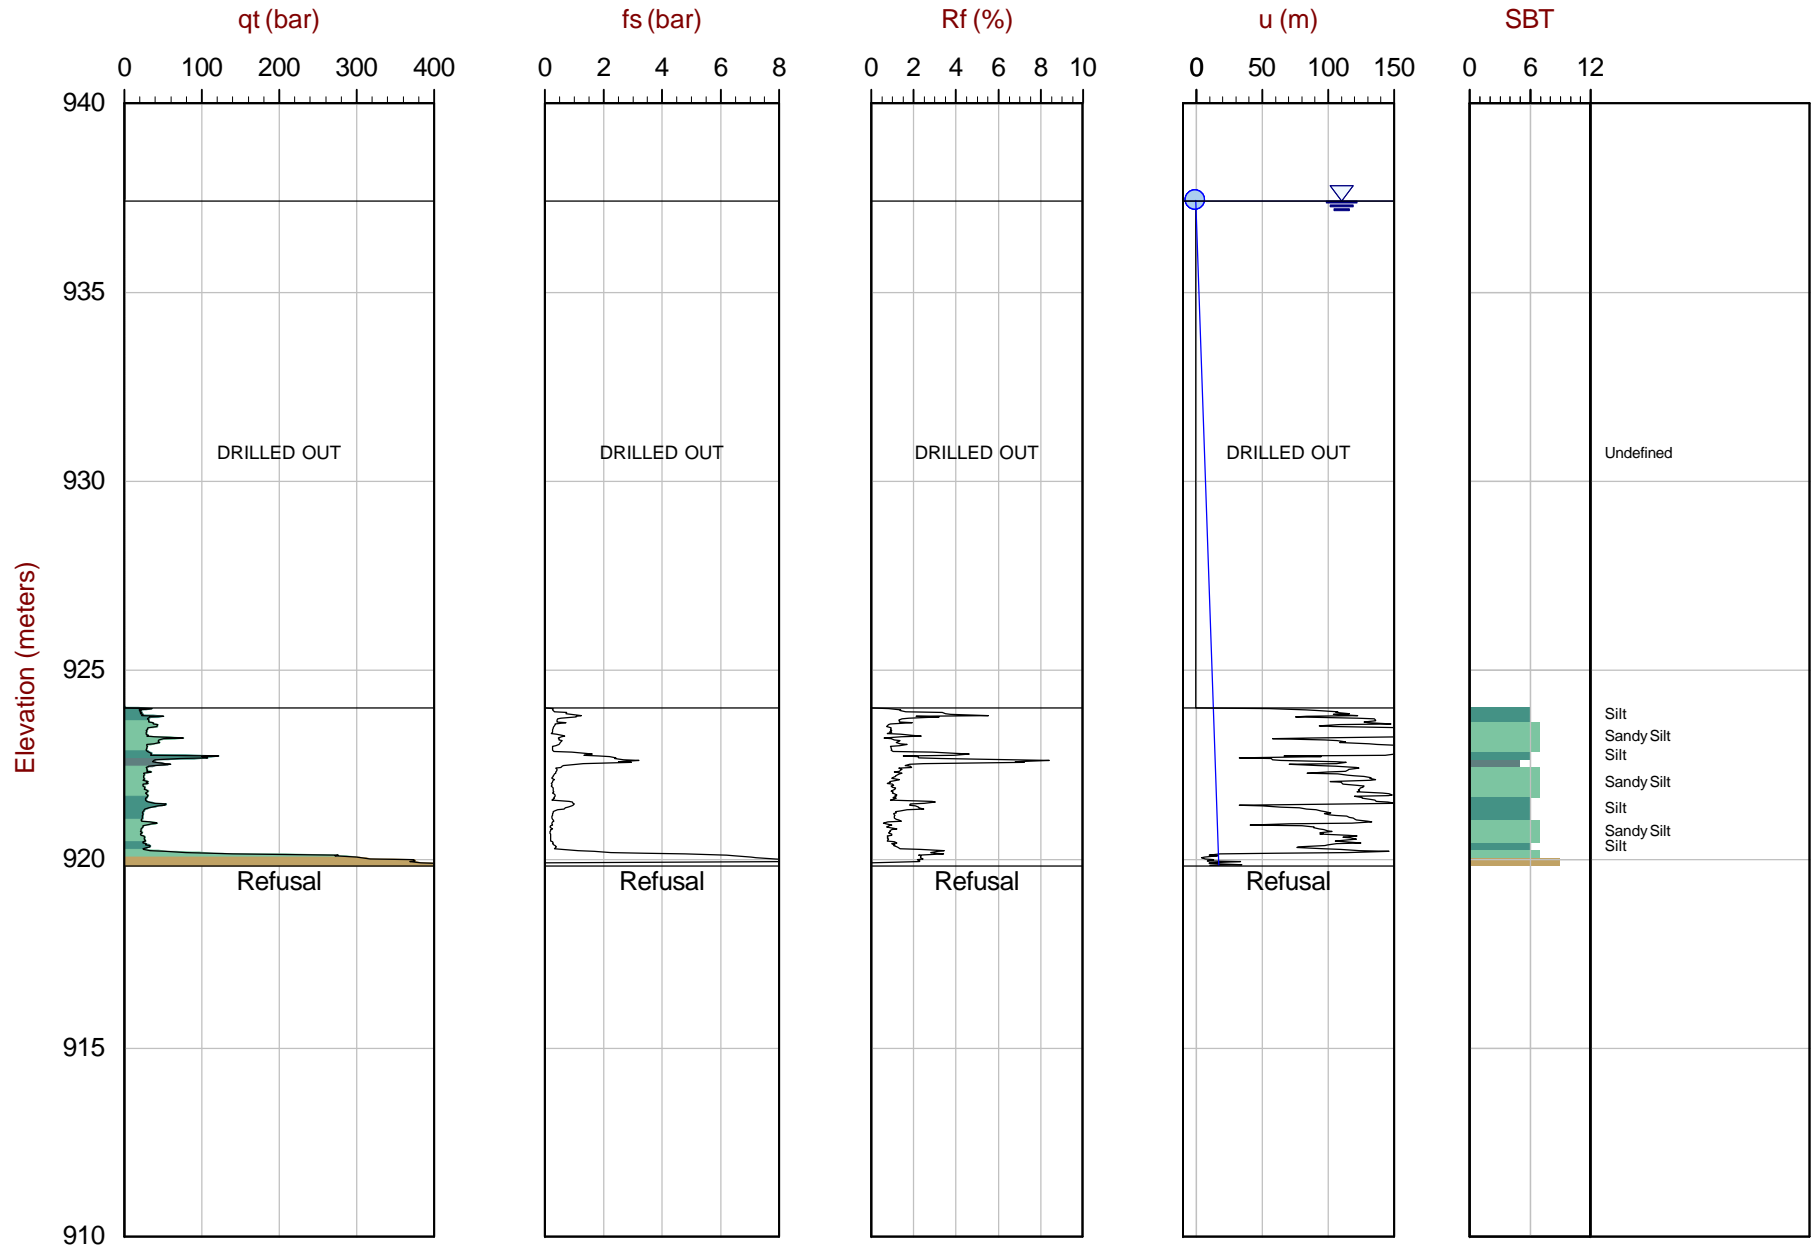 qt (bar) fs (bar) Rf (%) u (m) SBT
0 100 200 300 400 0 2 4 6 8 0 2 4 6 8 10 0 50 100 150 0 6 12
940
935
DRILLED OUT DRILLED OUT DRILLED OUT DRILLED OUT Undefined
930
Elevation (meters)
925
Silt
Sandy Silt
Silt
Sandy Silt
Silt
Sandy Silt
Silt
920
Refusal Refusal Refusal Refusal
915
910